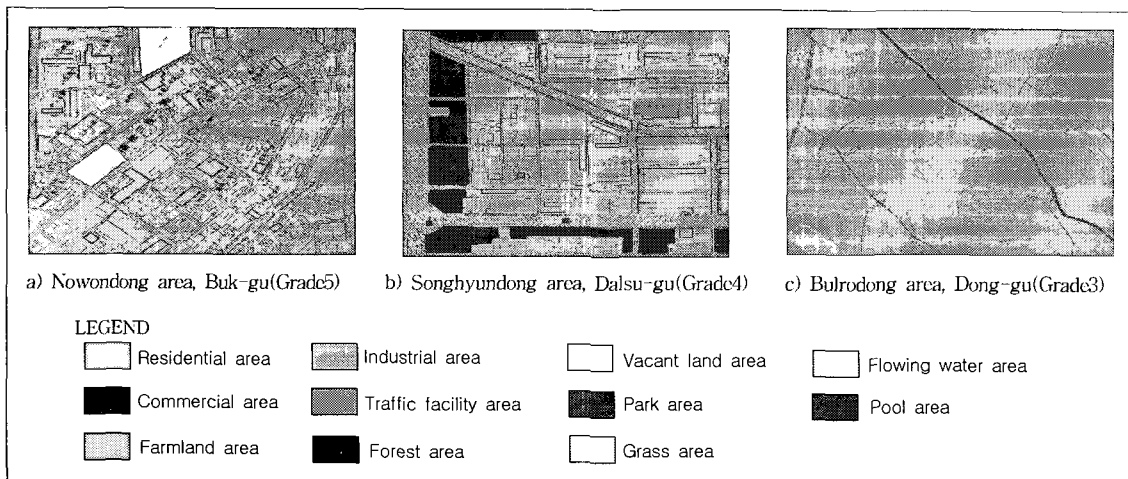 a) Nowondong area, Buk-gu(Grade5)
b) Songhyundong area, Dalsu-gu(Grade4)
c) Bulrodong area, Dong-gu(Grade3)
LEGEND
Residential area
Industrial area
Vacant land area
Flowing water area
Commercial area
Traffic facility area
Park area
Pool area
Farmland area
Forest area
Grass area